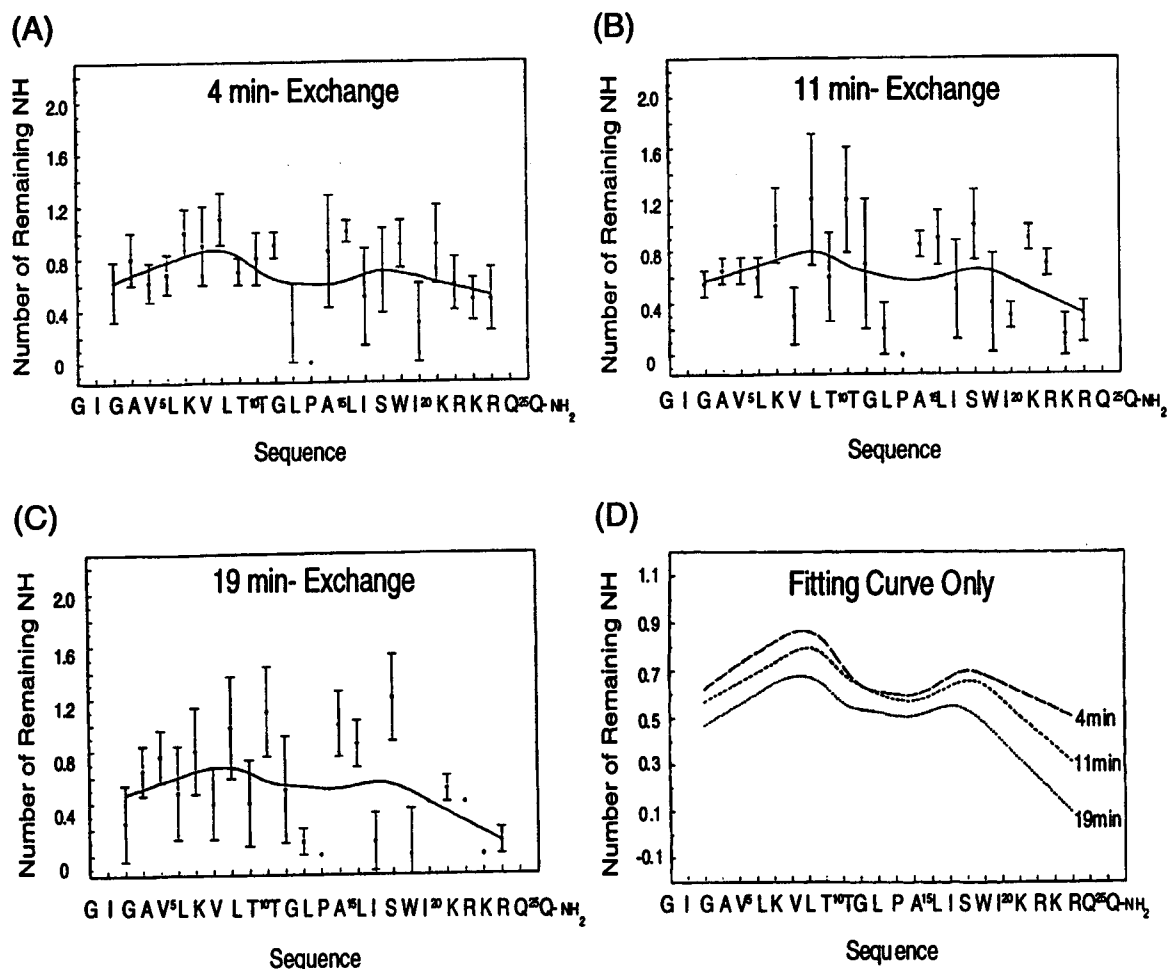 (A)
4 min- Exchange
Number of Remaining NH
2.0
1.6
1.2
0.8
0.4
0
G I G A V⁵L K V L T¹⁰T G L P A¹⁵L I S W I²⁰ K R K R Q²⁵Q-NH₂
Sequence
(B)
11 min- Exchange
Number of Remaining NH
2.0
1.6
1.2
0.8
0.4
0
G I G A V⁵L K V L T¹⁰T G L P A¹⁵L I S W I²⁰ K R K R Q²⁵Q-NH₂
Sequence
(C)
19 min- Exchange
Number of Remaining NH
2.0
1.6
1.2
0.8
0.4
0
G I G A V⁵L K V L T¹⁰T G L P A¹⁵L I S W I²⁰ K R K R Q²⁵Q-NH₂
Sequence
(D)
Fitting Curve Only
Number of Remaining NH
1.1
0.9
0.7
0.5
0.3
0.1
-0.1
4min
11min
19min
G I G A V⁵L K V L T¹⁰T G L P A¹⁵L I S W I²⁰ K R K R Q²⁵Q-NH₂
Sequence